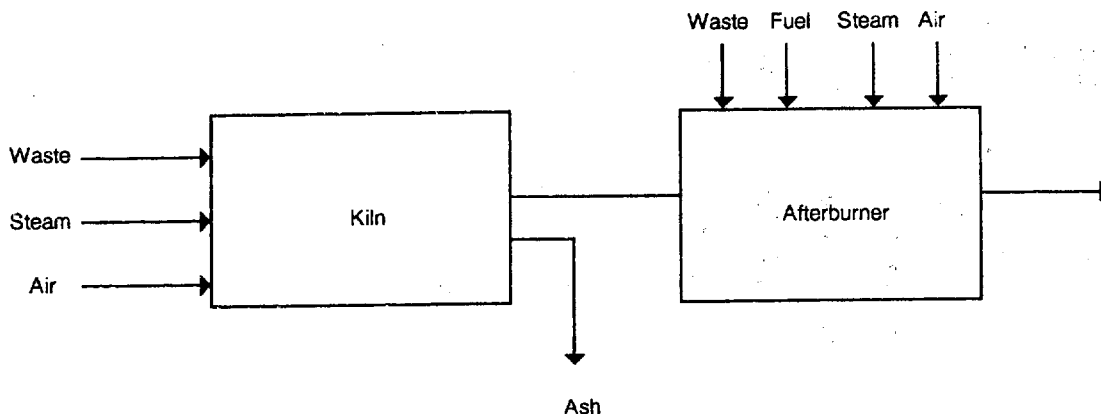 Waste Fuel Steam Air
Waste
Steam
Air
Kiln
Afterburner
Ash